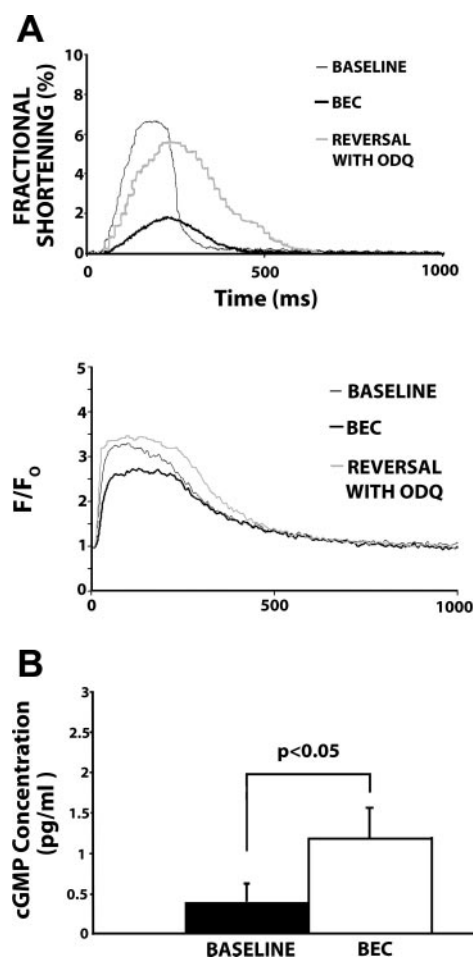 A
FRACTIONAL
SHORTENING (%)
10
8
6
4
2
0
0
500
1000
Time (ms)
BASELINE
BEC
REVERSAL
WITH ODQ
F/Fo
5
4
3
2
1
0
0
500
1000
BASELINE
BEC
REVERSAL
WITH ODQ
B
cGMP Concentration
(pg/ml)
3
2.5
2
1.5
1
0.5
0
p<0.05
BASELINE
BEC